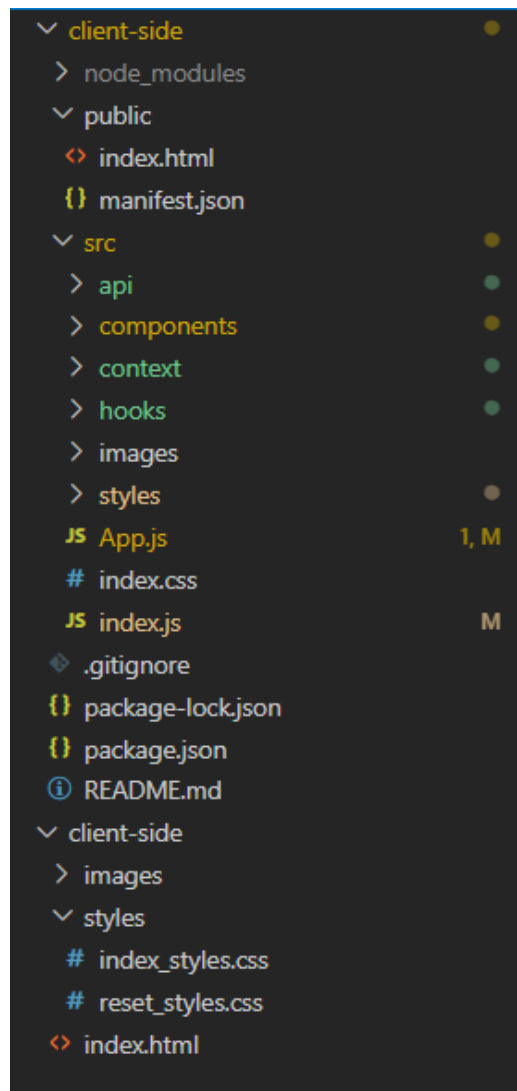 client-side
node_modules
public
<> index.html
{} manifest.json
src
api
components
context
hooks
images
styles
JS App.js 1, M
# index.css
JS index.js M
.gitignore
{} package-lock.json
{} package.json
README.md
client-side
images
styles
# index_styles.css
# reset_styles.css
<> index.html